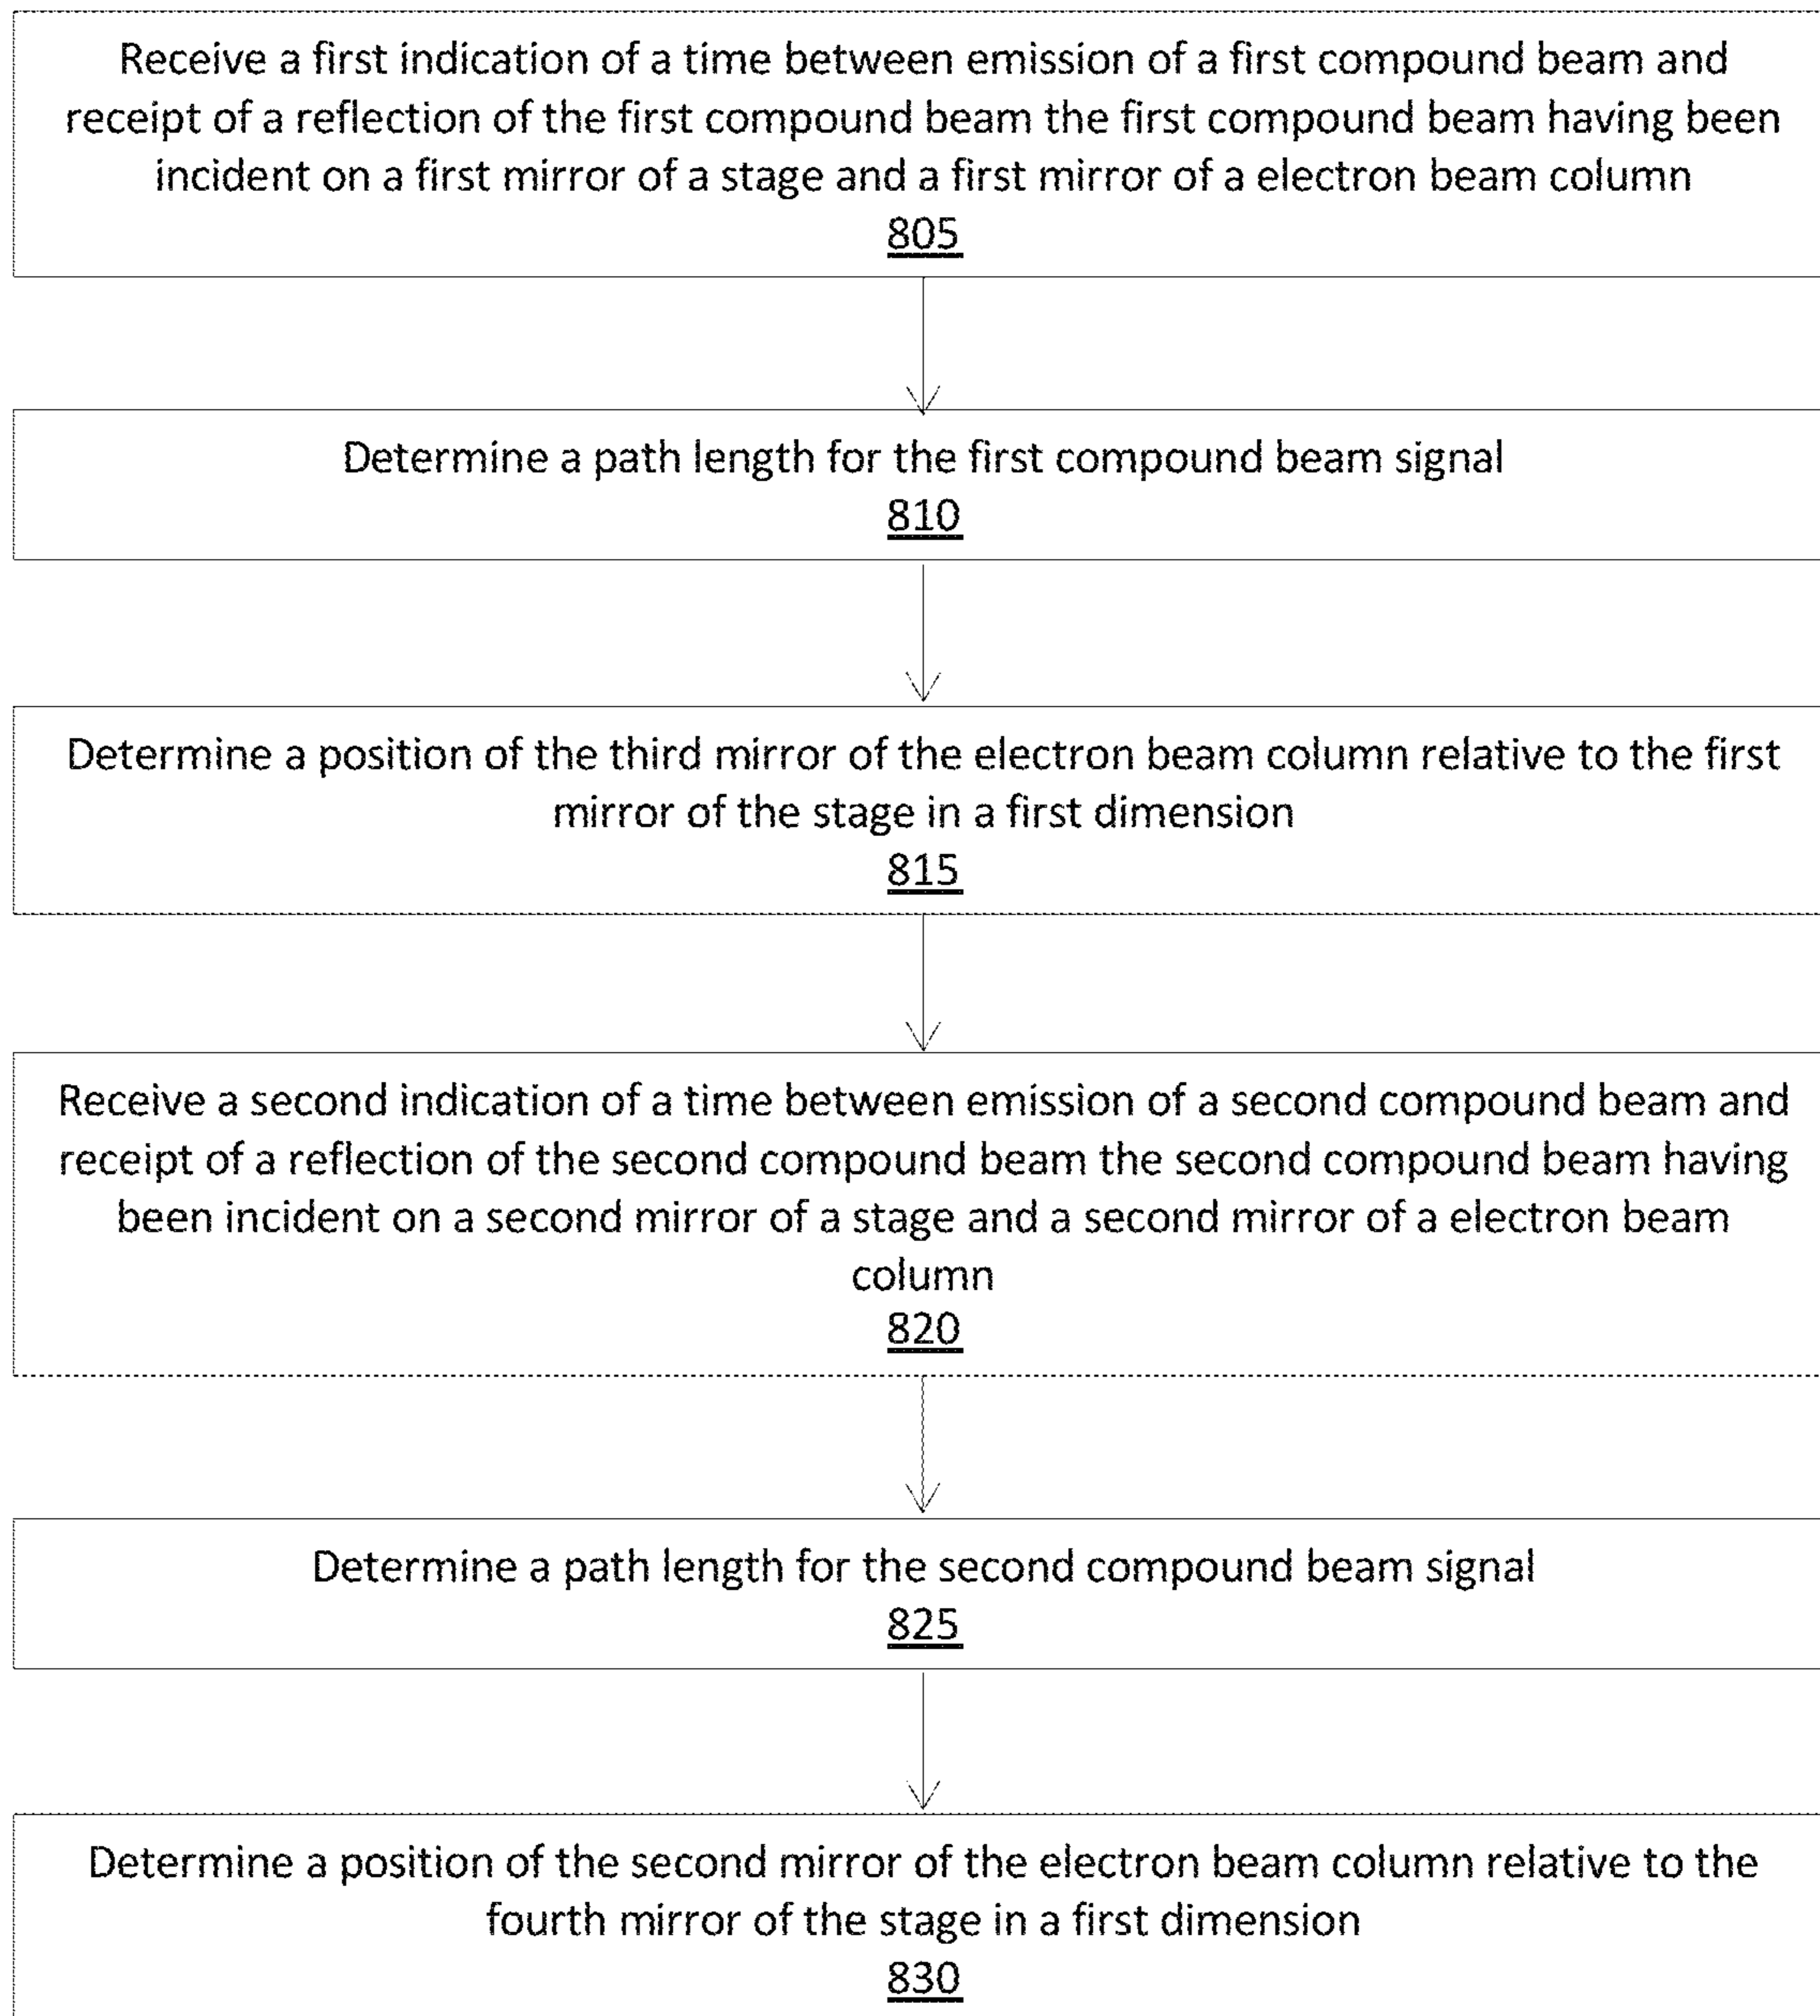 Receive a first indication of a time between emission of a first compound beam and
receipt of a reflection of the first compound beam the first compound beam having been
incident on a first mirror of a stage and a first mirror of a electron beam column
805
Determine a path length for the first compound beam signal
810
Determine a position of the third mirror of the electron beam column relative to the first
mirror of the stage in a first dimension
815
Receive a second indication of a time between emission of a second compound beam and
receipt of a reflection of the second compound beam the second compound beam having
been incident on a second mirror of a stage and a second mirror of a electron beam
column
820
Determine a path length for the second compound beam signal
825
Determine a position of the second mirror of the electron beam column relative to the
fourth mirror of the stage in a first dimension
830